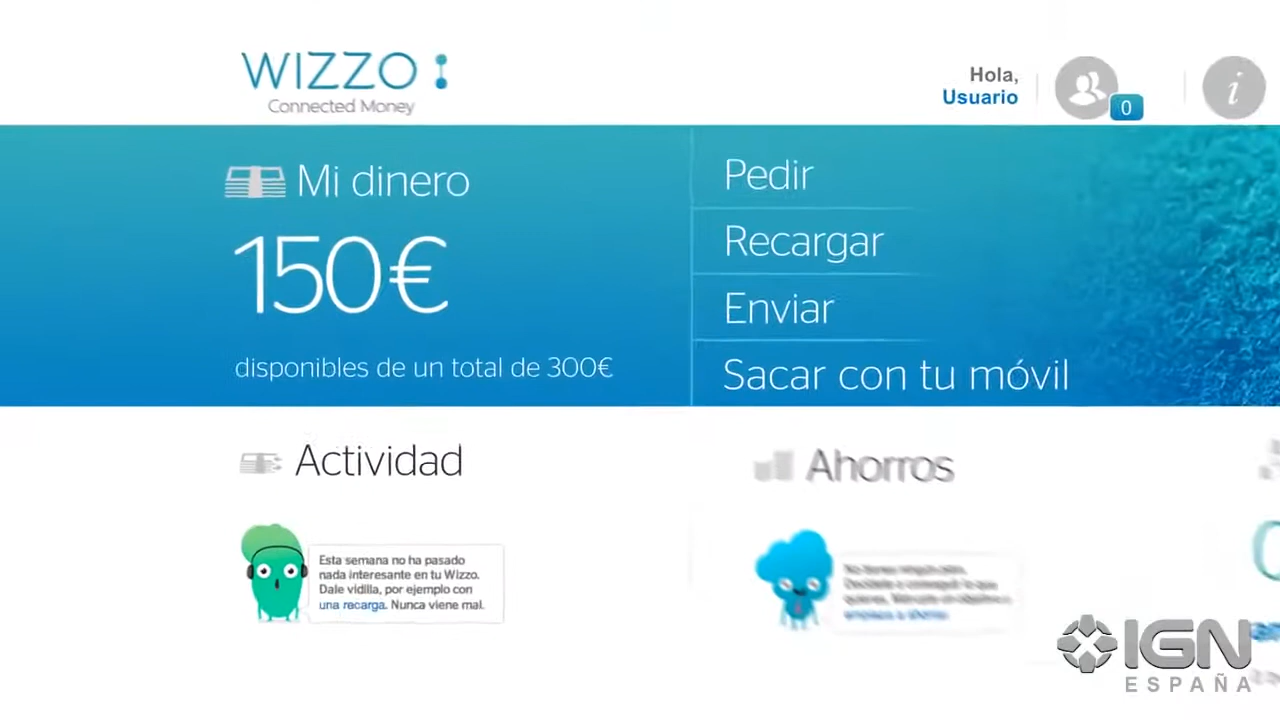 WIZZO
Connected Money
Hola,
Usuario
0
i
Mi dinero
150€
disponibles de un total de 300€
Pedir
Recargar
Enviar
Sacar con tu móvil
Actividad
Ahorros
Esta semana no ha pasado
nada interesante en tu Wizzo.
Dale vidilla, por ejemplo con
una recarga. Nunca viene mal.
IGN
ESPAÑA